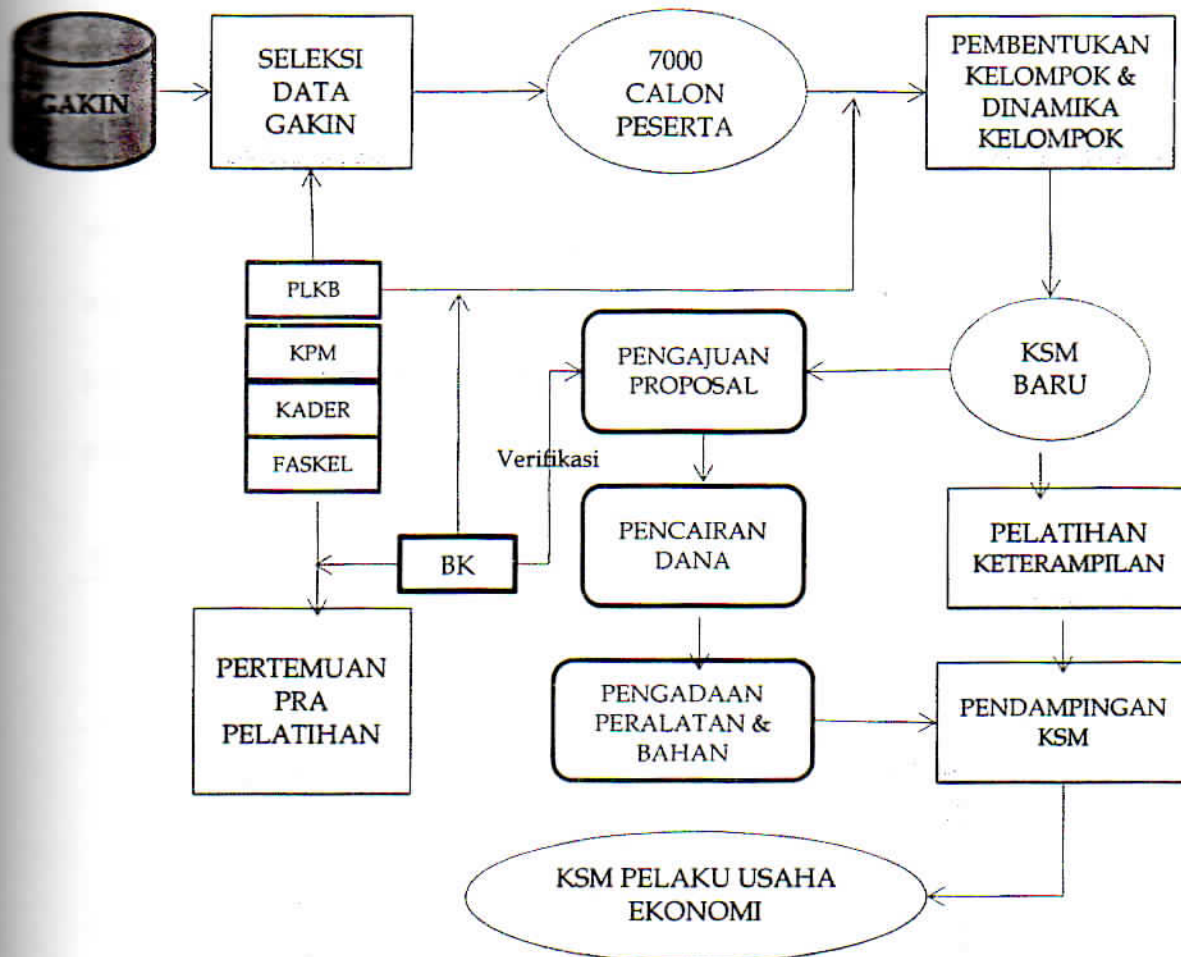 GAKIN
SELEKSI
DATA
GAKIN
7000
CALON
PESERTA
PEMBENTUKAN
KELOMPOK &
DINAMIKA
KELOMPOK
PLKB
KPM
KADER
FASKEL
PENGAJUAN
PROPOSAL
KSM
BARU
Verifikasi
BK
PENCAIRAN
DANA
PELATIHAN
KETERAMPILAN
PERTEMUAN
PRA
PELATIHAN
PENGADAAN
PERALATAN &
BAHAN
PENDAMPINGAN
KSM
KSM PELAKU USAHA
EKONOMI